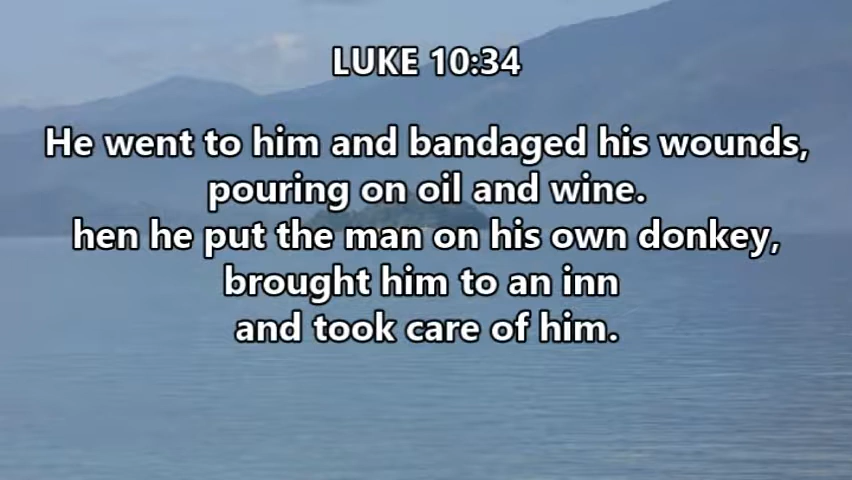 LUKE 10:34
He went to him and bandaged his wounds,
pouring on oil and wine.
hen he put the man on his own donkey,
brought him to an inn
and took care of him.